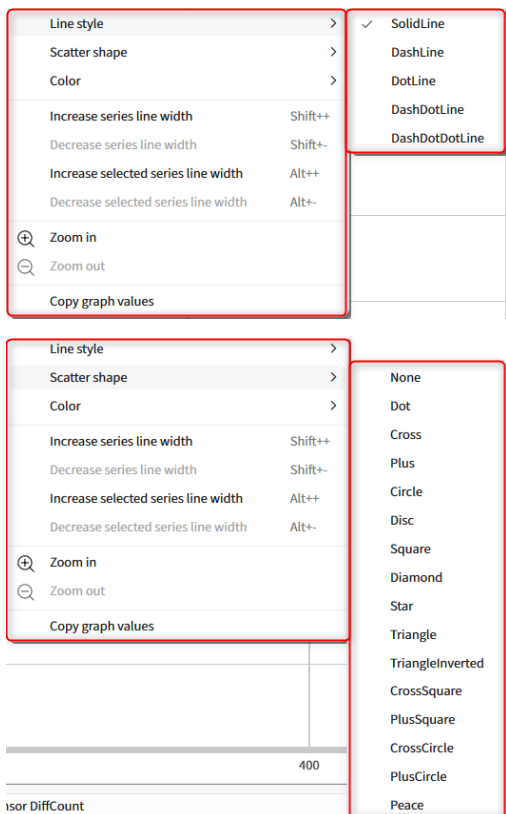 Line style >
SolidLine
Scatter shape >
DashLine
Color >
DotLine
DashDotLine
Increase series line width Shift++
DashDotDotLine
Decrease series line width Shift+-
Increase selected series line width Alt++
Decrease selected series line width Alt+-
Zoom in
Zoom out
Copy graph values
Line style >
Scatter shape >
None
Color >
Dot
Cross
Increase series line width Shift++
Plus
Decrease series line width Shift+-
Circle
Increase selected series line width Alt++
Disc
Decrease selected series line width Alt+-
Square
Zoom in
Diamond
Zoom out
Star
Copy graph values
Triangle
TriangleInverted
CrossSquare
PlusSquare
CrossCircle
400
PlusCircle
nsor DiffCount
Peace